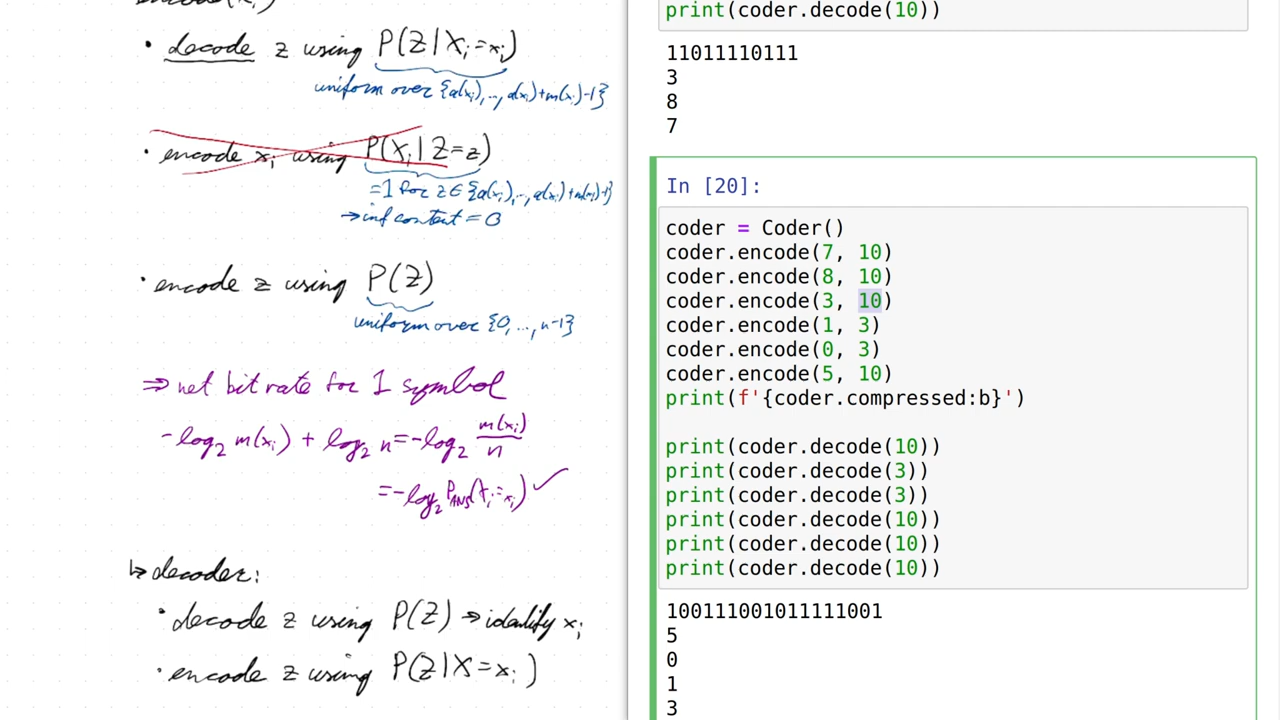 encode(xᵢ)
• decode z using P(Z|Xᵢ=xᵢ)
uniform over {a(xᵢ),..,a(xᵢ)+m(xᵢ)-1}
• encode xᵢ using P(Xᵢ|Z=z)
=1 for z∈{a(xᵢ),..,a(xᵢ)+m(xᵢ)-1}
→inf content = 0
• encode z using P(Z)
uniform over {0,...,n-1}
⇒ net bit rate for 1 symbol
-log₂ m(xᵢ) + log₂ n = -log₂ m(xᵢ)/n
= -log₂ P_ANS(Xᵢ=xᵢ) ✓
↳ decoder:
• decode z using P(Z) → identify xᵢ
• encode z using P(Z|X=xᵢ)
print(coder.decode(10))
11011110111
3
8
7
In [20]:
coder = Coder()
coder.encode(7, 10)
coder.encode(8, 10)
coder.encode(3, 10)
coder.encode(1, 3)
coder.encode(0, 3)
coder.encode(5, 10)
print(f'{coder.compressed:b}')
print(coder.decode(10))
print(coder.decode(3))
print(coder.decode(3))
print(coder.decode(10))
print(coder.decode(10))
print(coder.decode(10))
100111001011111001
5
0
1
3